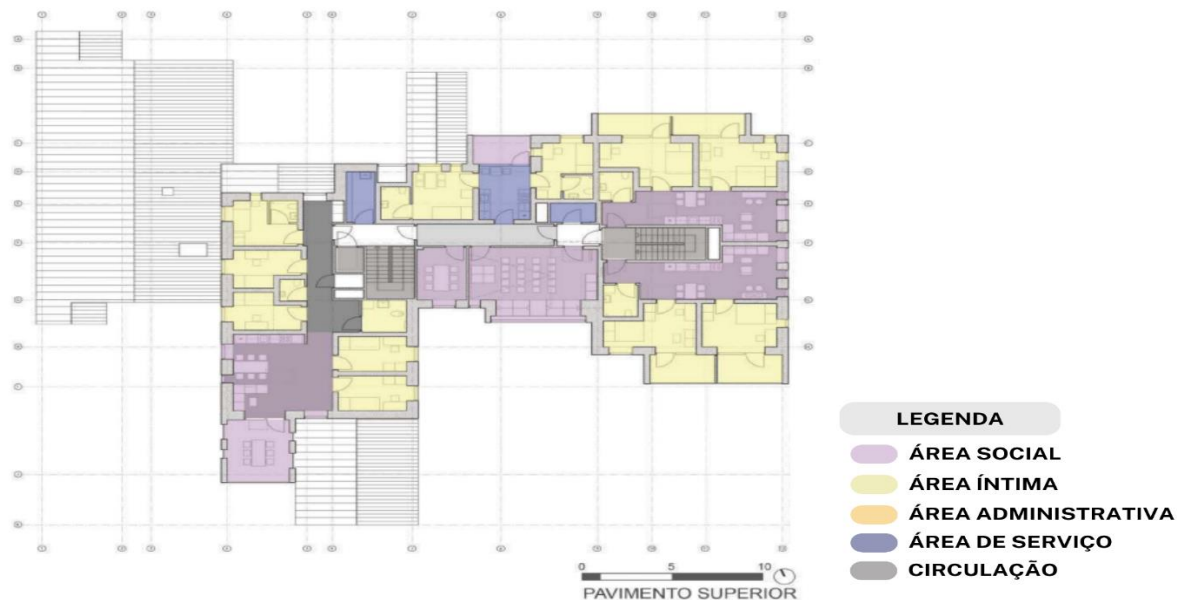 LEGENDA
ÁREA SOCIAL
ÁREA ÍNTIMA
ÁREA ADMINISTRATIVA
ÁREA DE SERVIÇO
CIRCULAÇÃO
0 5 10
PAVIMENTO SUPERIOR